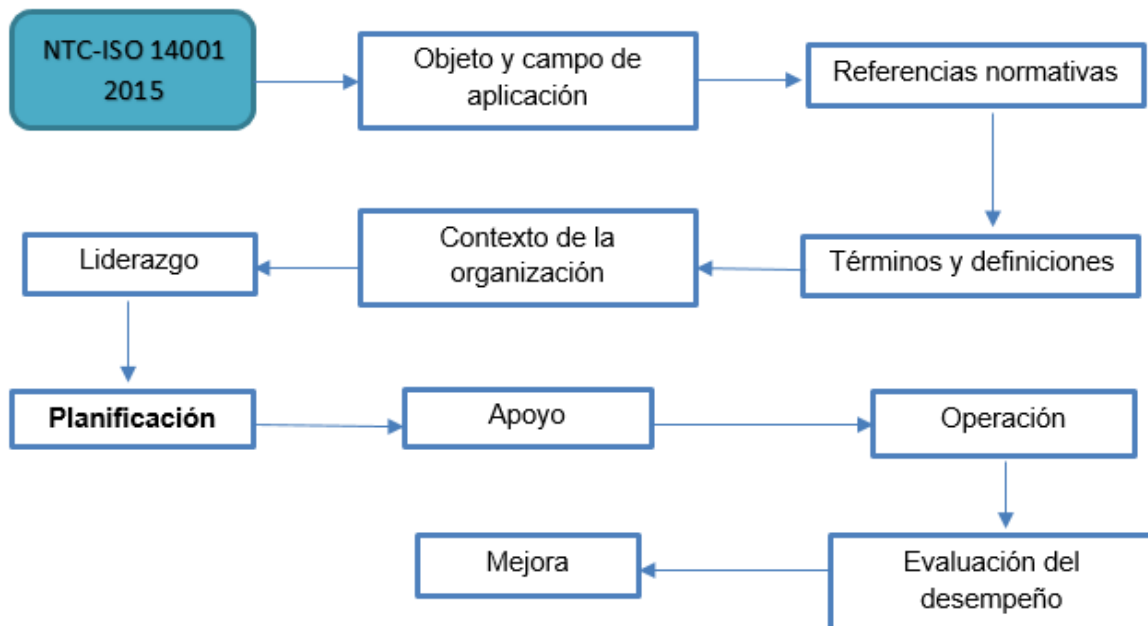 NTC-ISO 14001
2015
Objeto y campo de
aplicación
Referencias normativas
Términos y definiciones
Contexto de la
organización
Liderazgo
Planificación
Apoyo
Operación
Evaluación del
desempeño
Mejora